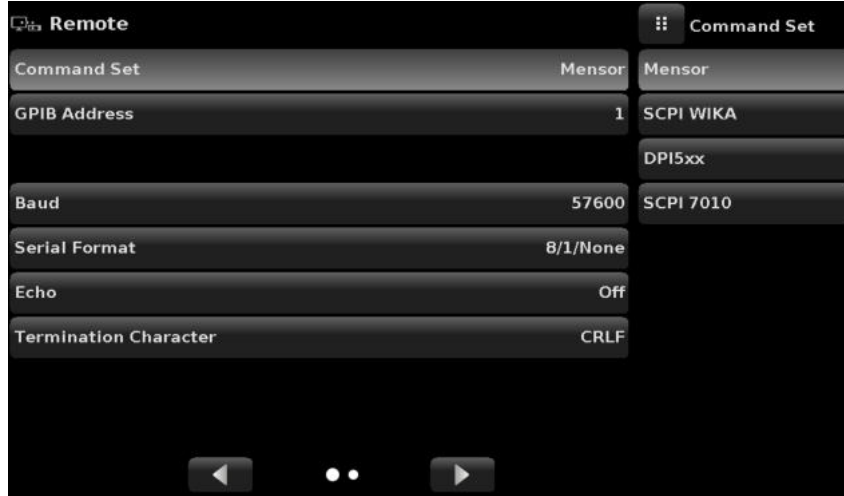 Remote
Command Set Mensor
GPIB Address 1
Baud 57600
Serial Format 8/1/None
Echo Off
Termination Character CRLF
Command Set
Mensor
SCPI WIKA
DPI5xx
SCPI 7010